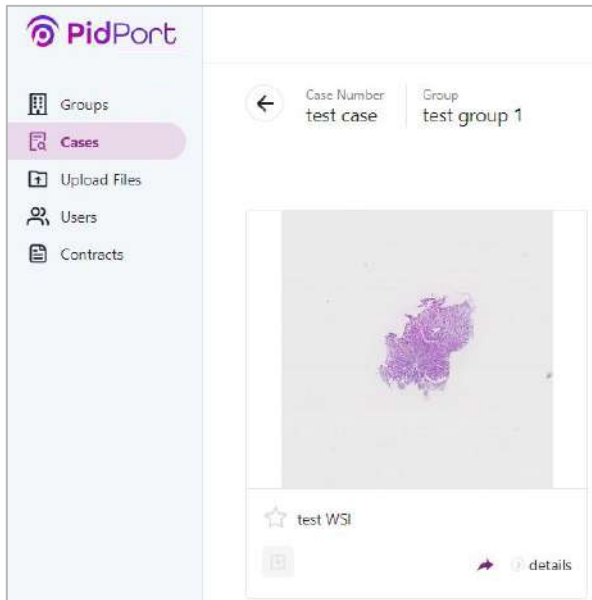 PidPort
Groups
Cases
Upload Files
Users
Contracts
Case Number
test case
Group
test group 1
test WSI
details